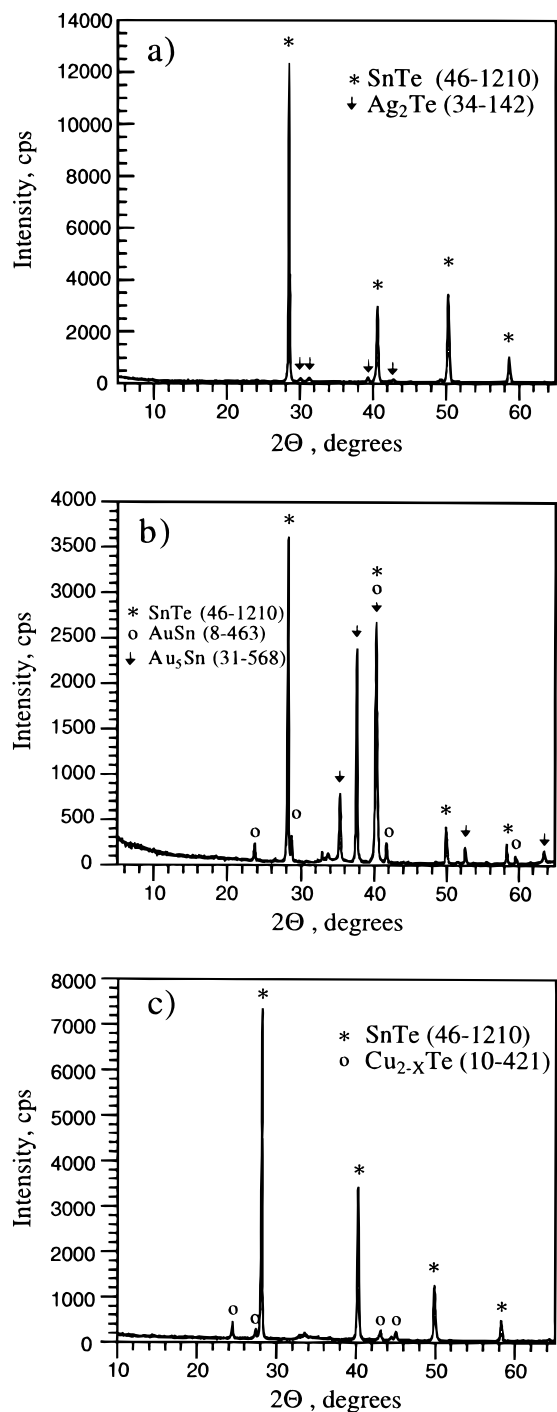 a)
* SnTe (46-1210)
↓ Ag₂Te (34-142)
Intensity, cps
14000
12000
10000
8000
6000
4000
2000
0
* * * *
10 20 30 40 50 60
2Θ , degrees
b)
* SnTe (46-1210)
o AuSn (8-463)
↓ Au₅Sn (31-568)
Intensity, cps
4000
3500
3000
2500
2000
1500
1000
500
0
* * * *
o o o o o
10 20 30 40 50 60
2Θ , degrees
c)
* SnTe (46-1210)
o Cu₂₋ₓTe (10-421)
Intensity, cps
8000
7000
6000
5000
4000
3000
2000
1000
0
* * * *
o o o o
10 20 30 40 50 60
2Θ , degrees